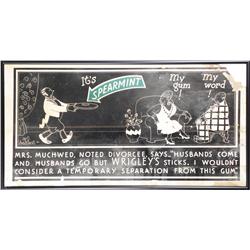 It's
SPEARMINT
My
gum
My
word
!
MRS. MUCHWED, NOTED DIVORCEE, SAYS, "HUSBANDS COME
AND HUSBANDS GO BUT WRIGLEYS STICKS. I WOULDN'T
CONSIDER A TEMPORARY SEPARATION FROM THIS GUM"